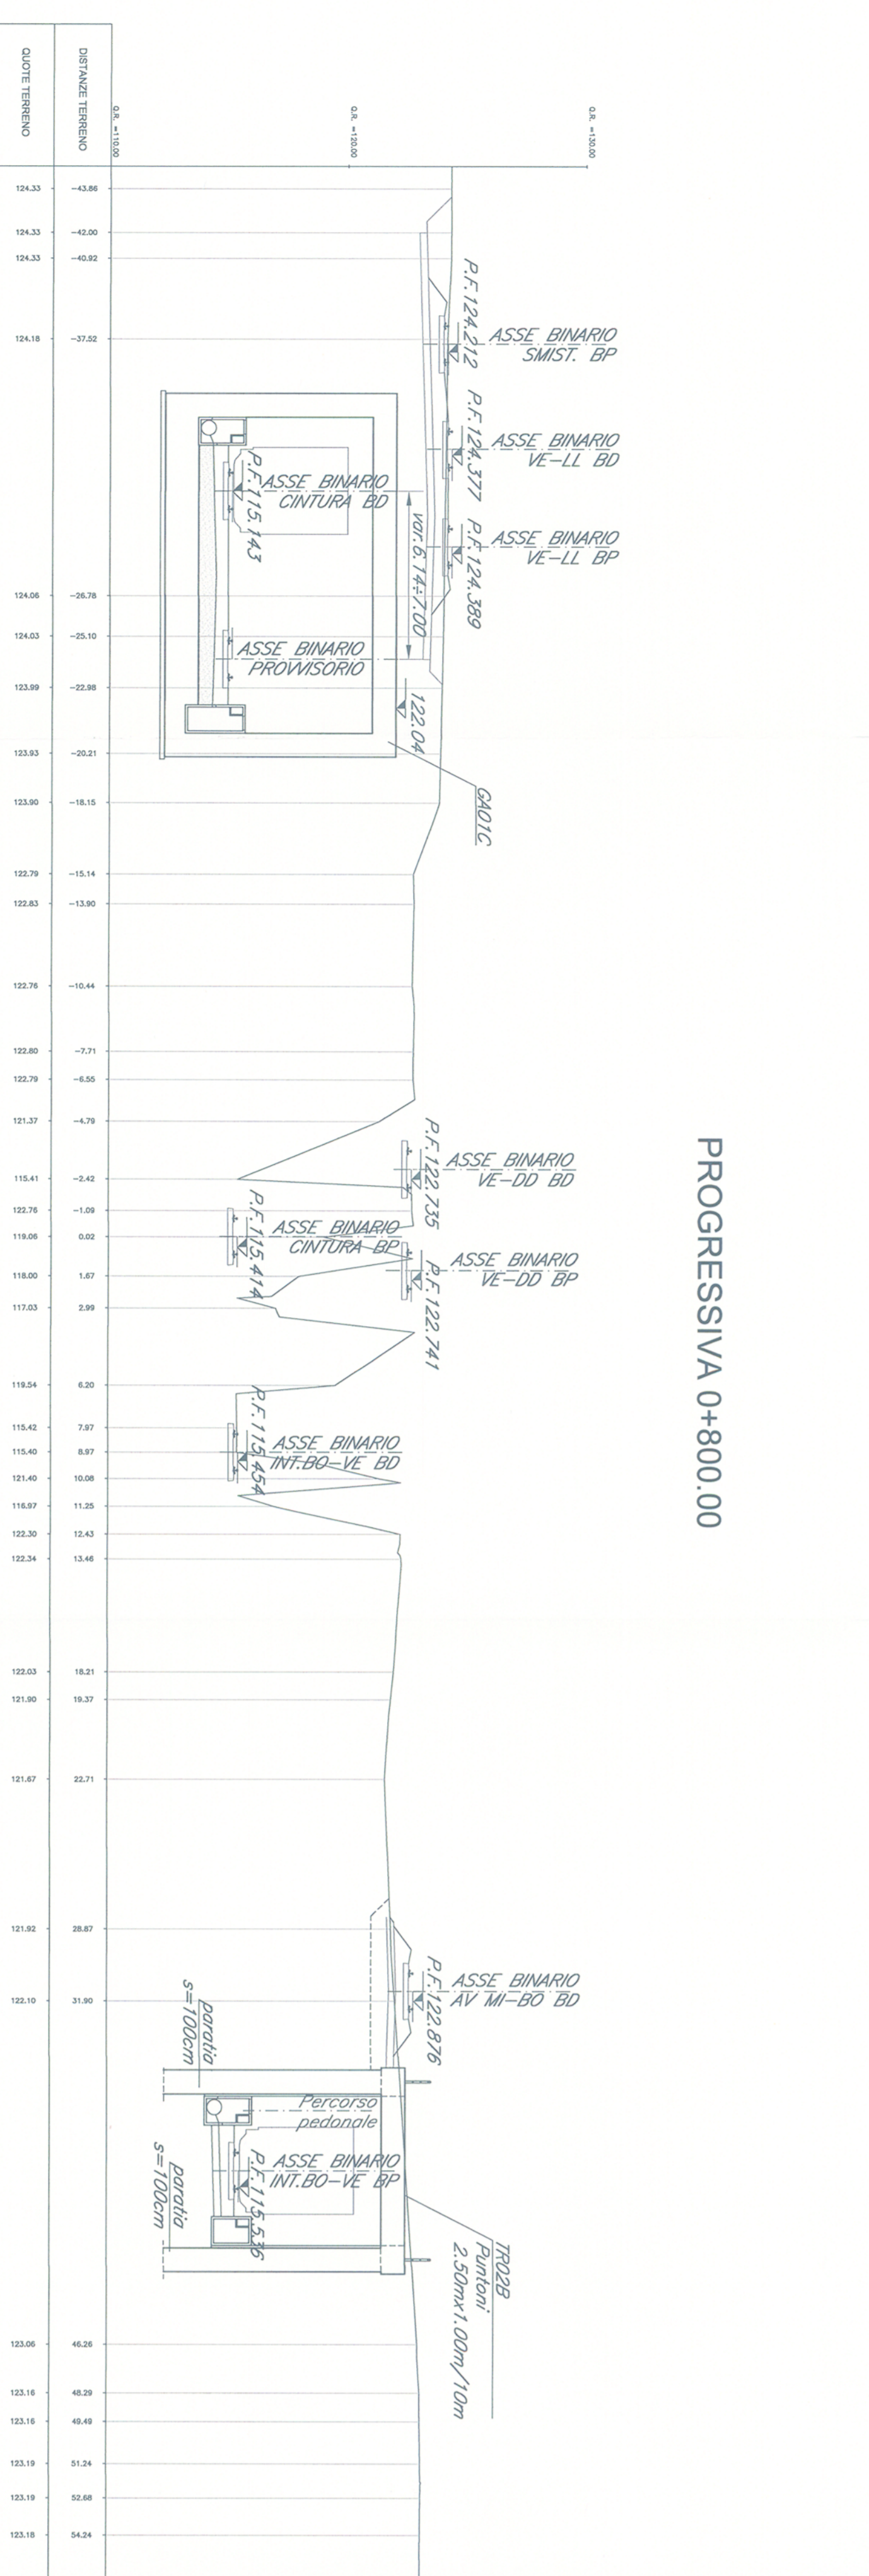 PROGRESSIVA 0+800.00
Q.R. =130.00
Q.R. =120.00
Q.R. =110.00
ASSE BINARIO
SMIST. BP
P.F.124.212
ASSE BINARIO
VE-LL BD
P.F.124.377
ASSE BINARIO
VE-LL BP
P.F.124.389
ASSE BINARIO
CINTURA BD
P.F.115.143
var.6.14÷7.00
ASSE BINARIO
PROVVISORIO
122.04
GA01C
ASSE BINARIO
VE-DD BD
P.F.122.735
ASSE BINARIO
CINTURA BP
P.F.115.414
ASSE BINARIO
VE-DD BP
P.F.122.741
ASSE BINARIO
INT.BO-VE BD
P.F.115.454
ASSE BINARIO
AV MI-BO BD
P.F.122.876
paratia
s=100cm
Percorso
pedonale
ASSE BINARIO
INT.BO-VE BP
P.F.115.536
paratia
s=100cm
TR02B
Puntoni
2.50mx1.00m/10m
DISTANZE TERRENO
-43.86
-42.00
-40.92
-37.52
-26.78
-25.10
-22.98
-20.21
-18.15
-15.14
-13.90
-10.44
-7.71
-6.55
-4.79
-2.42
-1.09
0.02
1.67
2.99
6.20
7.97
8.97
10.08
11.25
12.43
13.46
18.21
19.37
22.71
28.87
31.90
46.26
48.29
49.49
51.24
52.68
54.24
QUOTE TERRENO
124.33
124.33
124.33
124.18
124.06
124.03
123.99
123.93
123.90
122.79
122.83
122.76
122.80
122.79
121.37
115.41
122.76
119.06
118.00
117.03
119.54
115.42
115.40
121.40
116.97
122.30
122.34
122.03
121.90
121.67
121.92
122.10
123.06
123.16
123.16
123.19
123.19
123.18